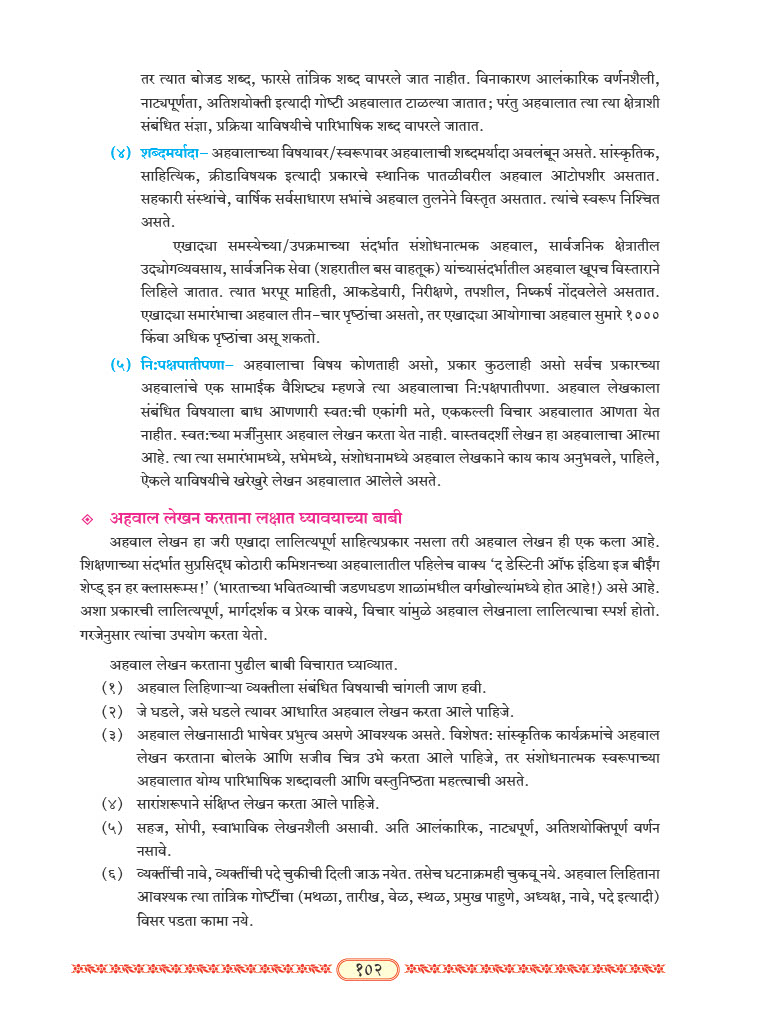 तर त्यात बोजड शब्द, फारसे तांत्रिक शब्द वापरले जात नाहीत. विनाकारण आलंकारिक वर्णनशैली,
नाट्यपूर्णता, अतिशयोक्ती इत्यादी गोष्टी अहवालात टाळल्या जातात; परंतु अहवालात त्या त्या क्षेत्राशी
संबंधित संज्ञा, प्रक्रिया याविषयीचे पारिभाषिक शब्द वापरले जातात.
(४) शब्दमर्यादा– अहवालाच्या विषयावर/स्वरूपावर अहवालाची शब्दमर्यादा अवलंबून असते. सांस्कृतिक,
साहित्यिक, क्रीडाविषयक इत्यादी प्रकारचे स्थानिक पातळीवरील अहवाल आटोपशीर असतात.
सहकारी संस्थांचे, वार्षिक सर्वसाधारण सभांचे अहवाल तुलनेने विस्तृत असतात. त्यांचे स्वरूप निश्चित
असते.
एखाद्या समस्येच्या/उपक्रमाच्या संदर्भात संशोधनात्मक अहवाल, सार्वजनिक क्षेत्रातील
उद्योगव्यवसाय, सार्वजनिक सेवा (शहरातील बस वाहतूक) यांच्यासंदर्भातील अहवाल खूपच विस्ताराने
लिहिले जातात. त्यात भरपूर माहिती, आकडेवारी, निरीक्षणे, तपशील, निष्कर्ष नोंदवलेले असतात.
एखाद्या समारंभाचा अहवाल तीन-चार पृष्ठांचा असतो, तर एखाद्या आयोगाचा अहवाल सुमारे १०००
किंवा अधिक पृष्ठांचा असू शकतो.
(५) नि:पक्षपातीपणा– अहवालाचा विषय कोणताही असो, प्रकार कुठलाही असो सर्वच प्रकारच्या
अहवालांचे एक सामाईक वैशिष्ट्य म्हणजे त्या अहवालाचा नि:पक्षपातीपणा. अहवाल लेखकाला
संबंधित विषयाला बाध आणणारी स्वत:ची एकांगी मते, एककल्ली विचार अहवालात आणता येत
नाहीत. स्वत:च्या मर्जीनुसार अहवाल लेखन करता येत नाही. वास्तवदर्शी लेखन हा अहवालाचा आत्मा
आहे. त्या त्या समारंभामध्ये, सभेमध्ये, संशोधनामध्ये अहवाल लेखकाने काय काय अनुभवले, पाहिले,
ऐकले याविषयीचे खरेखुरे लेखन अहवालात आलेले असते.
अहवाल लेखन करताना लक्षात घ्यावयाच्या बाबी
अहवाल लेखन हा जरी एखादा लालित्यपूर्ण साहित्यप्रकार नसला तरी अहवाल लेखन ही एक कला आहे.
शिक्षणाच्या संदर्भात सुप्रसिद्ध कोठारी कमिशनच्या अहवालातील पहिलेच वाक्य ‘द डेस्टिनी ऑफ इंडिया इज बीईंग
शेप्ड् इन हर क्लासरूम्स!’ (भारताच्या भवितव्याची जडणघडण शाळांमधील वर्गखोल्यांमध्ये होत आहे!) असे आहे.
अशा प्रकारची लालित्यपूर्ण, मार्गदर्शक व प्रेरक वाक्ये, विचार यांमुळे अहवाल लेखनाला लालित्याचा स्पर्श होतो.
गरजेनुसार त्यांचा उपयोग करता येतो.
अहवाल लेखन करताना पुढील बाबी विचारात घ्याव्यात.
(१) अहवाल लिहिणाऱ्या व्यक्तीला संबंधित विषयाची चांगली जाण हवी.
(२) जे घडले, जसे घडले त्यावर आधारित अहवाल लेखन करता आले पाहिजे.
(३) अहवाल लेखनासाठी भाषेवर प्रभुत्व असणे आवश्यक असते. विशेषत: सांस्कृतिक कार्यक्रमांचे अहवाल
लेखन करताना बोलके आणि सजीव चित्र उभे करता आले पाहिजे, तर संशोधनात्मक स्वरूपाच्या
अहवालात योग्य पारिभाषिक शब्दावली आणि वस्तुनिष्ठता महत्त्वाची असते.
(४) सारांशरूपाने संक्षिप्त लेखन करता आले पाहिजे.
(५) सहज, सोपी, स्वाभाविक लेखनशैली असावी. अति आलंकारिक, नाट्यपूर्ण, अतिशयोक्तिपूर्ण वर्णन
नसावे.
(६) व्यक्तींची नावे, व्यक्तींची पदे चुकीची दिली जाऊ नयेत. तसेच घटनाक्रमही चुकवू नये. अहवाल लिहिताना
आवश्यक त्या तांत्रिक गोष्टींचा (मथळा, तारीख, वेळ, स्थळ, प्रमुख पाहुणे, अध्यक्ष, नावे, पदे इत्यादी)
विसर पडता कामा नये.
१०२